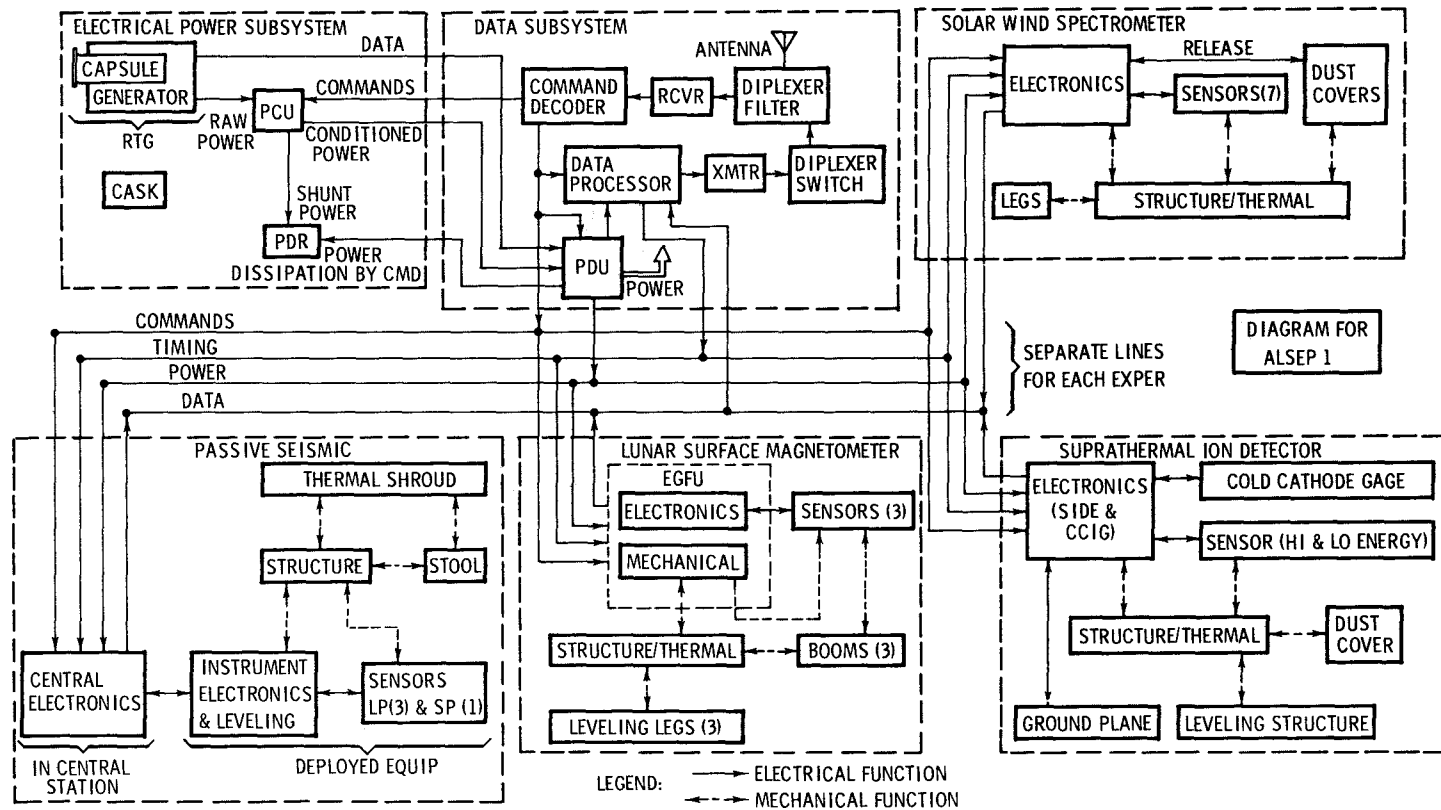 ELECTRICAL POWER SUBSYSTEM
CAPSULE
GENERATOR
RTG
CASK
PCU
RAW
POWER
CONDITIONED
POWER
SHUNT
POWER
PDR
POWER
DISSIPATION BY CMD
DATA
COMMANDS
DATA SUBSYSTEM
ANTENNA
COMMAND
DECODER
RCVR
DIPLEXER
FILTER
DATA
PROCESSOR
XMTR
DIPLEXER
SWITCH
PDU
POWER
SOLAR WIND SPECTROMETER
ELECTRONICS
RELEASE
DUST
COVERS
SENSORS(7)
LEGS
STRUCTURE/THERMAL
COMMANDS
TIMING
POWER
DATA
SEPARATE LINES
FOR EACH EXPER
DIAGRAM FOR
ALSEP 1
PASSIVE SEISMIC
THERMAL SHROUD
STRUCTURE
STOOL
CENTRAL
ELECTRONICS
INSTRUMENT
ELECTRONICS
& LEVELING
SENSORS
LP(3) & SP (1)
IN CENTRAL
STATION
DEPLOYED EQUIP
LUNAR SURFACE MAGNETOMETER
EGFU
ELECTRONICS
SENSORS (3)
MECHANICAL
STRUCTURE/THERMAL
BOOMS (3)
LEVELING LEGS (3)
SUPRATHERMAL ION DETECTOR
ELECTRONICS
(SIDE &
CCIG)
COLD CATHODE GAGE
SENSOR (HI & LO ENERGY)
STRUCTURE/THERMAL
DUST
COVER
GROUND PLANE
LEVELING STRUCTURE
LEGEND:
ELECTRICAL FUNCTION
MECHANICAL FUNCTION